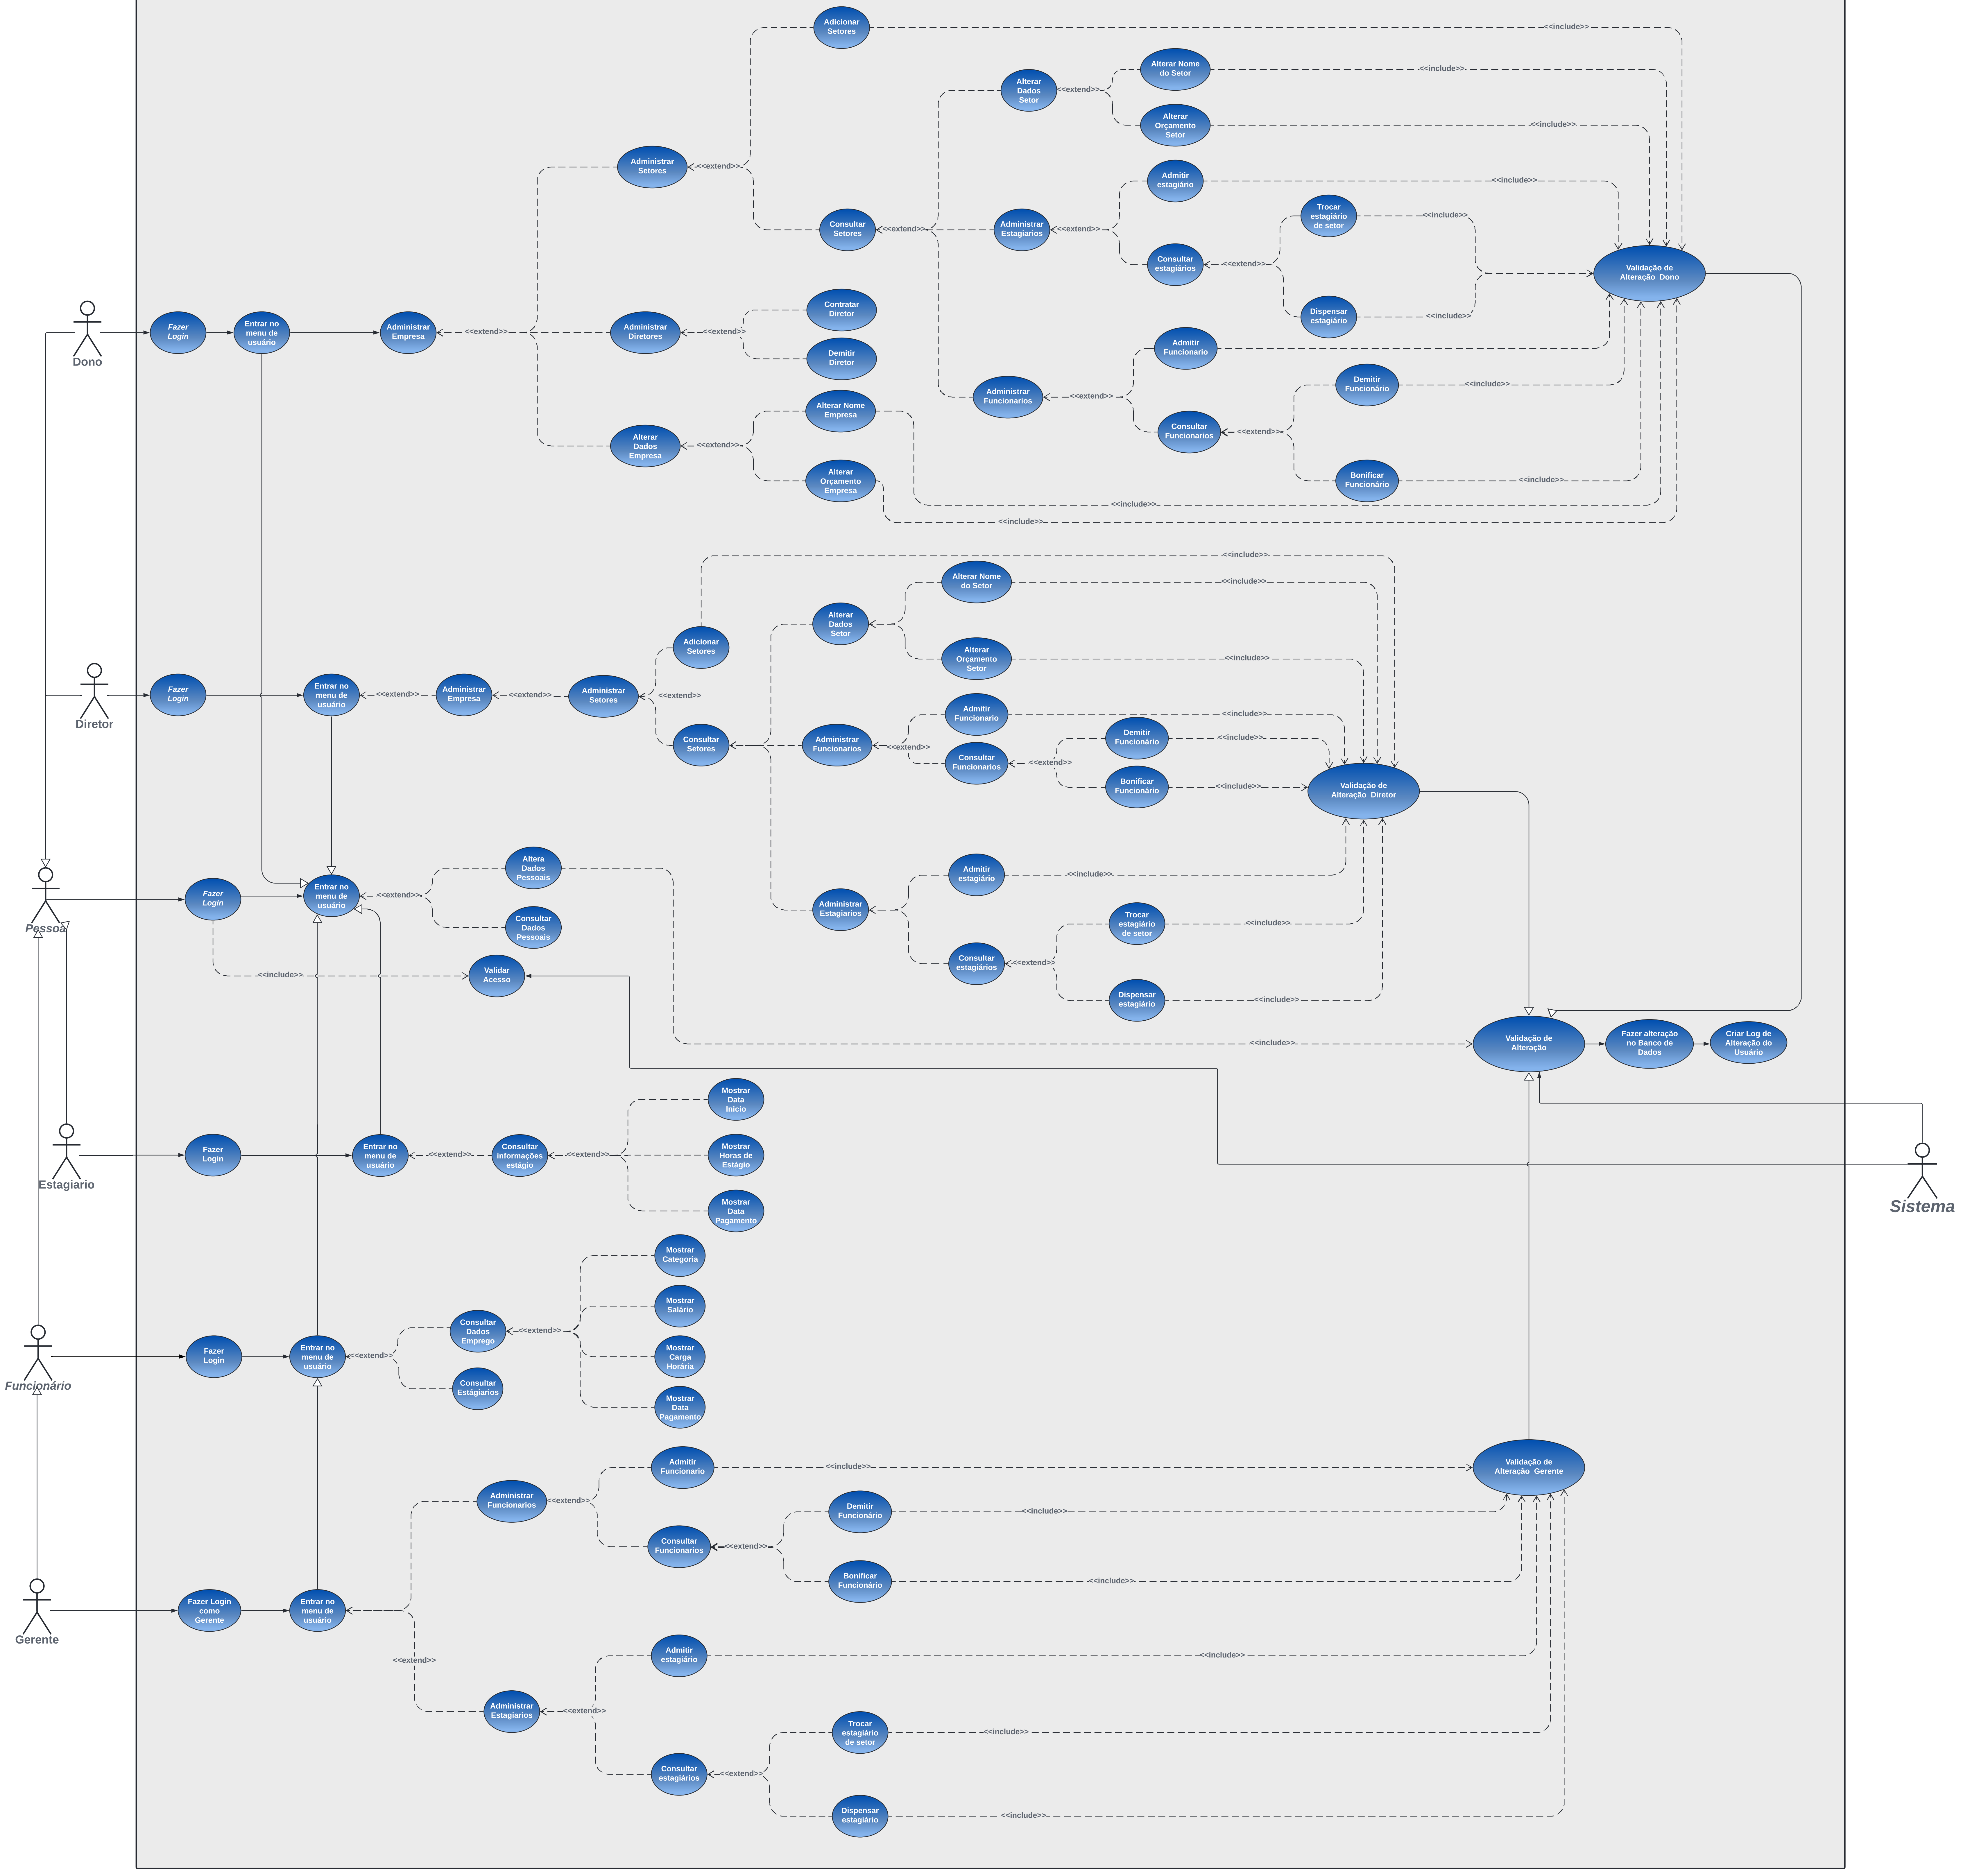 Adicionar
Setores
<<include>>
Alterar Nome
do Setor
<<include>>
Alterar
Dados
Setor
<<extend>>
Alterar
Orçamento
Setor
<<include>>
Administrar
Setores
<<extend>>
Admitir
estagiário
<<include>>
Trocar
estagiário
de setor
<<include>>
Consultar
Setores
<<extend>>
Administrar
Estagiarios
<<extend>>
Consultar
estagiários
<<extend>>
Validação de
Alteração  Dono
Dispensar
estagiário
<<include>>
Dono
Fazer
Login
Entrar no
menu de
usuário
Administrar
Empresa
<<extend>>
Administrar
Diretores
<<extend>>
Contratar
Diretor
Demitir
Diretor
Admitir
Funcionario
Administrar
Funcionarios
<<extend>>
Demitir
Funcionário
<<include>>
Consultar
Funcionarios
<<extend>>
Bonificar
Funcionário
<<include>>
Alterar
Dados
Empresa
<<extend>>
Alterar Nome
Empresa
Alterar
Orçamento
Empresa
<<include>>
<<include>>
<<include>>
Alterar Nome
do Setor
<<include>>
Alterar
Dados
Setor
Alterar
Orçamento
Setor
<<include>>
Adicionar
Setores
Diretor
Fazer
Login
Entrar no
menu de
usuário
<<extend>>
Administrar
Empresa
<<extend>>
Administrar
Setores
<<extend>>
Consultar
Setores
Administrar
Funcionarios
<<extend>>
Admitir
Funcionario
<<include>>
Consultar
Funcionarios
<<extend>>
Demitir
Funcionário
<<include>>
Bonificar
Funcionário
<<include>>
Validação de
Alteração  Diretor
Pessoa
Fazer
Login
Entrar no
menu de
usuário
<<extend>>
Altera
Dados
Pessoais
Consultar
Dados
Pessoais
<<include>>
Validar
Acesso
Administrar
Estagiarios
Admitir
estagiário
<<include>>
Trocar
estagiário
de setor
<<include>>
Consultar
estagiários
<<extend>>
Dispensar
estagiário
<<include>>
<<include>>
Validação de
Alteração
Fazer alteração
no Banco de
Dados
Criar Log de
Alteração do
Usuário
Sistema
Estagiario
Fazer
Login
Entrar no
menu de
usuário
<<extend>>
Consultar
informações
estágio
<<extend>>
Mostrar
Data
Inicio
Mostrar
Horas de
Estágio
Mostrar
Data
Pagamento
Funcionário
Fazer
Login
Entrar no
menu de
usuário
<<extend>>
Consultar
Dados
Emprego
<<extend>>
Consultar
Estágiarios
Mostrar
Categoria
Mostrar
Salário
Mostrar
Carga
Horária
Mostrar
Data
Pagamento
Gerente
Fazer Login
como
Gerente
Entrar no
menu de
usuário
<<extend>>
Administrar
Funcionarios
<<extend>>
Admitir
Funcionario
<<include>>
Validação de
Alteração  Gerente
Consultar
Funcionarios
<<extend>>
Demitir
Funcionário
<<include>>
Bonificar
Funcionário
<<include>>
Administrar
Estagiarios
<<extend>>
Admitir
estagiário
<<include>>
Consultar
estagiários
<<extend>>
Trocar
estagiário
de setor
<<include>>
Dispensar
estagiário
<<include>>